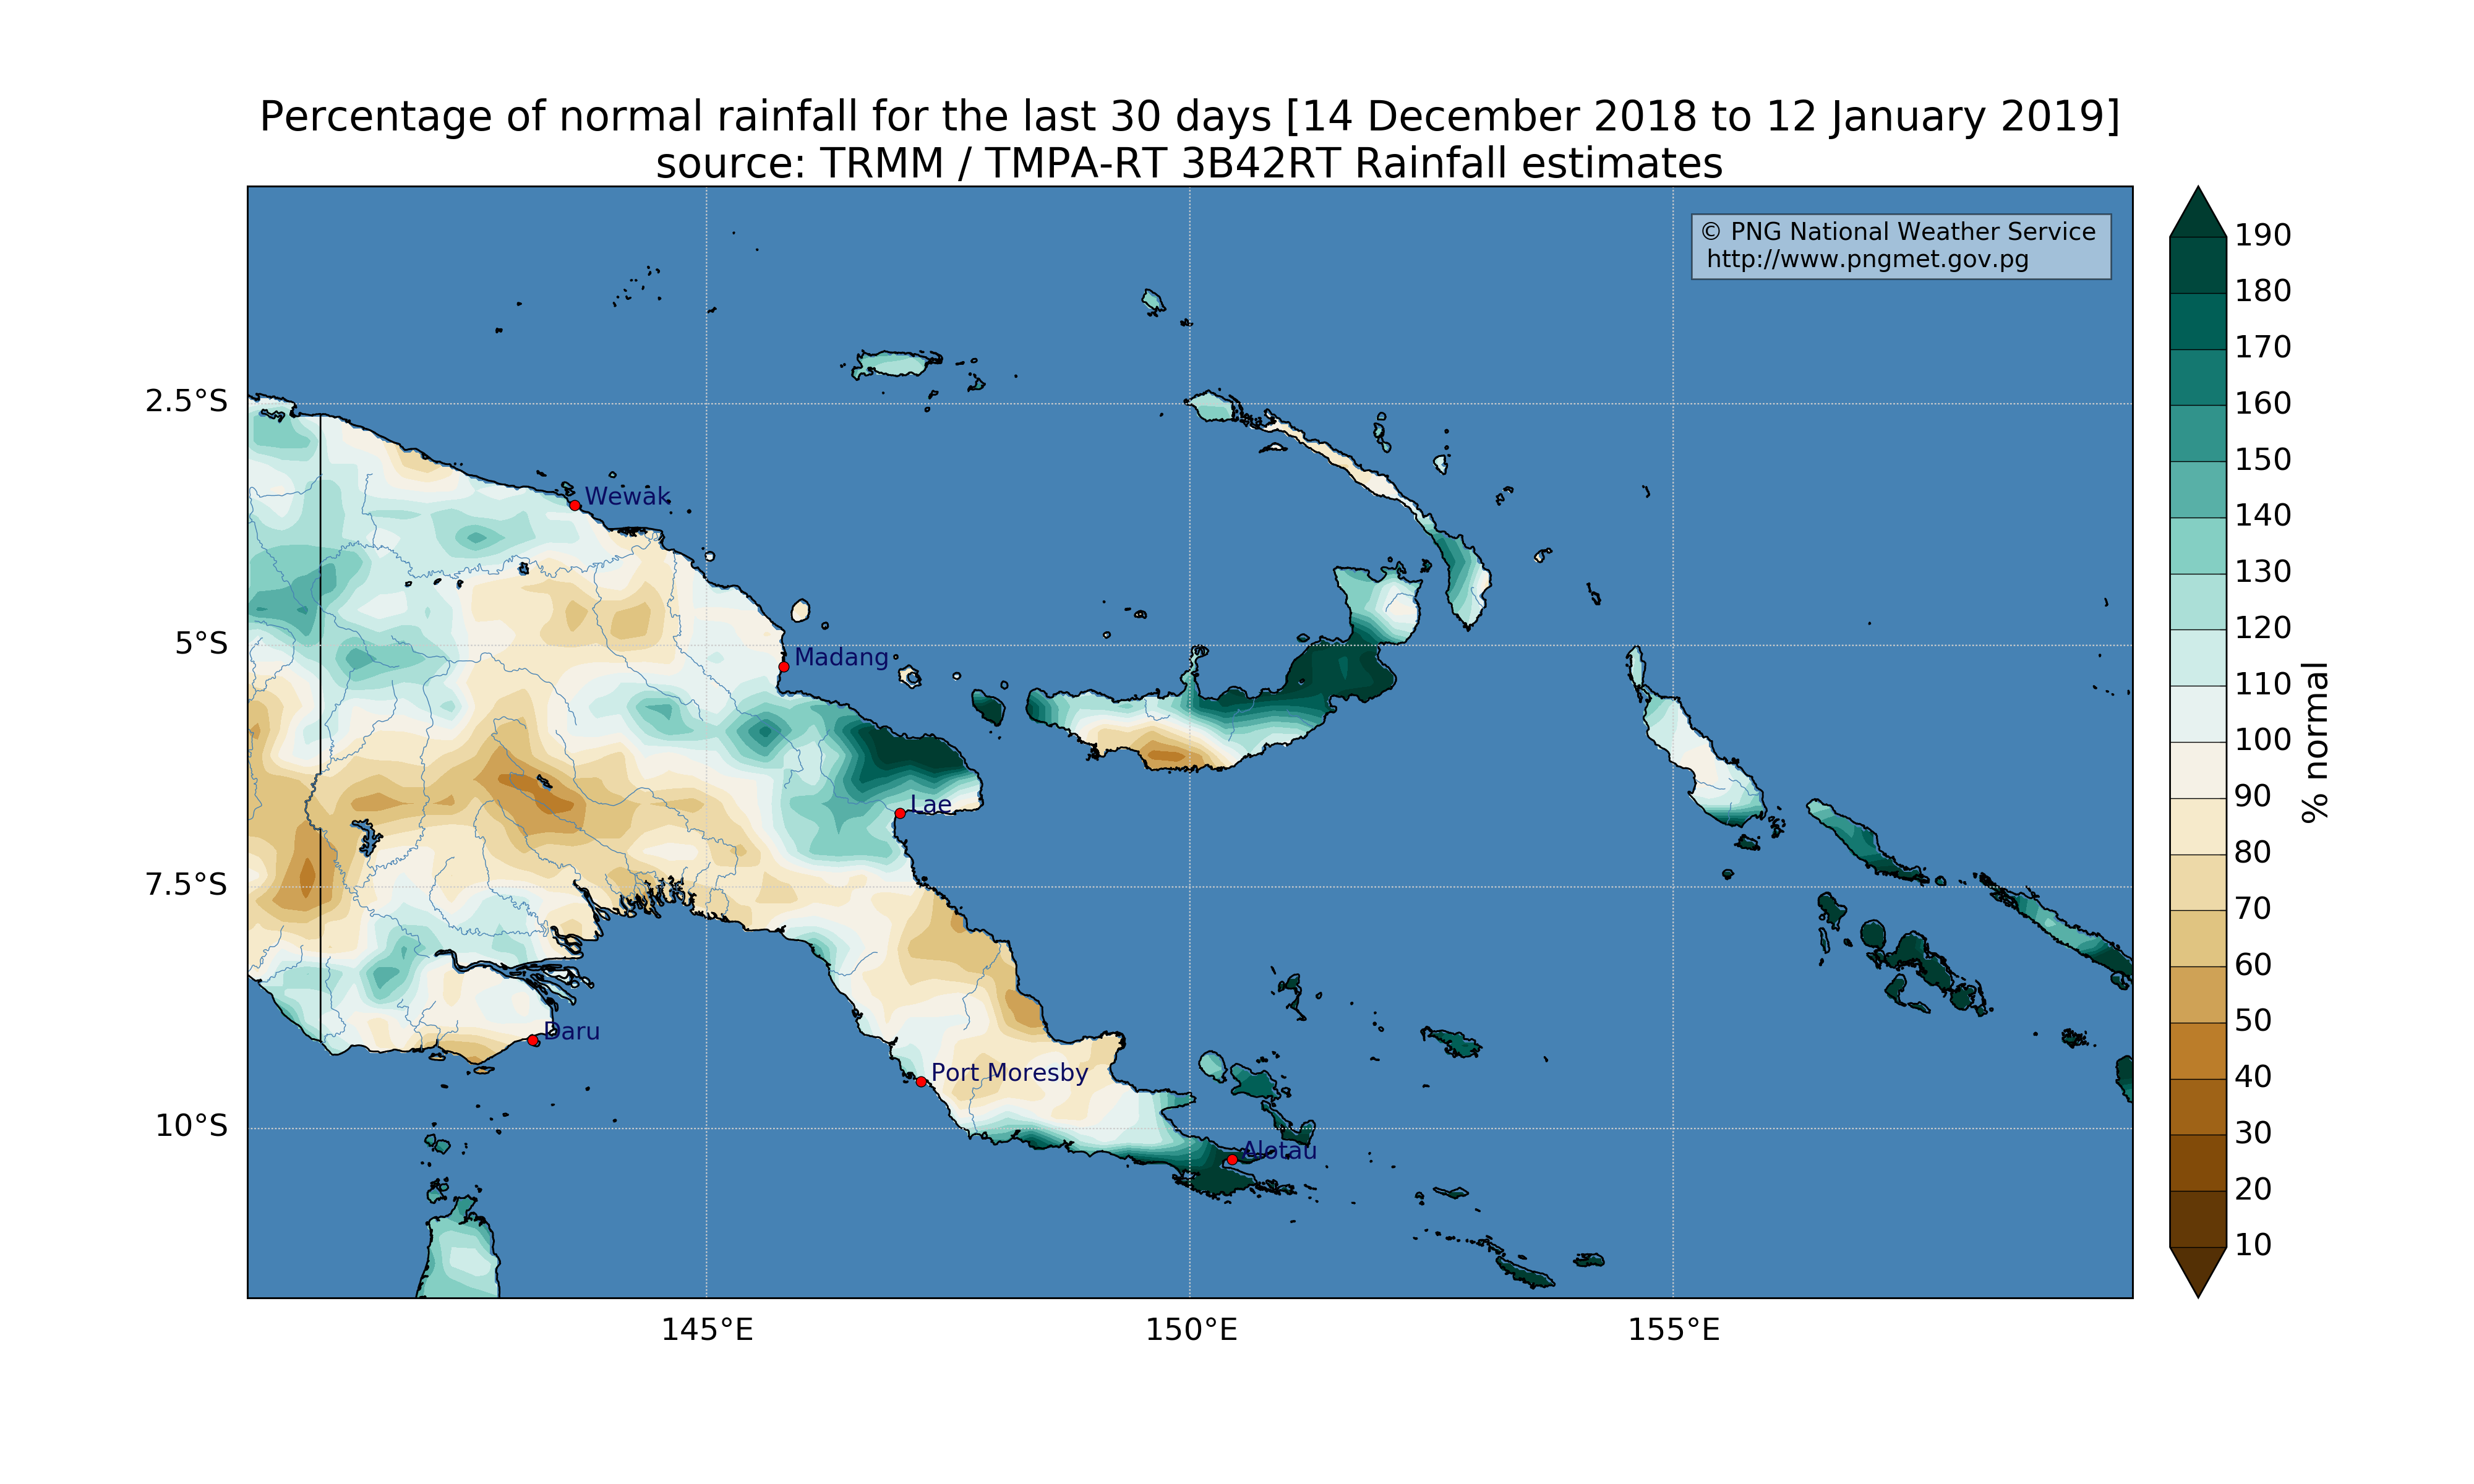 Percentage of normal rainfall for the last 30 days [14 December 2018 to 12 January 2019]
source: TRMM / TMPA-RT 3B42RT Rainfall estimates
© PNG National Weather Service
http://www.pngmet.gov.pg
2.5°S
5°S
7.5°S
10°S
145°E
150°E
155°E
Wewak
Madang
Lae
Daru
Port Moresby
Alotau
190
180
170
160
150
140
130
120
110
100
90
80
70
60
50
40
30
20
10
% normal